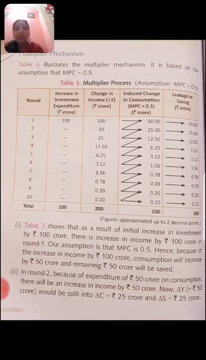 Multiplier Mechanism
Table 3 illustrates the multiplier mechanism. It is based on the
assumption that MPC = 0.5.
Table 3. Multiplier Process (Assumption: MPC = 0.5)
Round Increase in Investment Expenditure (₹ crore) Change in Income (ΔY) (₹ crore) Induced Change in Consumption (MPC = 0.5) (₹ crore) Leakage or Saving (₹ crore)
1 100 100 50.00 50.00
2 — 50 25.00 25.00
3 — 25 12.50
4 — 12.50 6.25
5 — 6.25 3.12
6 — 3.12 1.56
7 — 1.56 0.78
8 — 0.78 0.39
9 — 0.39 0.20
10 — 0.20 0.10
Total 100 200 100 100
(Figures approximated up to 2 decimal points)
(i) Table 3 shows that as a result of initial increase in investment
by ₹ 100 crore, there is increase in income by ₹ 100 crore in
round-1. Our assumption is that MPC is 0.5. Hence, because of
the increase in income by ₹ 100 crore, consumption will increase
by ₹ 50 crore and remaining ₹ 50 crore will be saved.
(ii) In round-2, because of expenditure of ₹ 50 crore on consumption,
there will be an increase in income by ₹ 50 crore. Now, ΔY (= ₹ 50
crore) would be split into ΔC = ₹ 25 crore and ΔS = ₹ 25 crore.